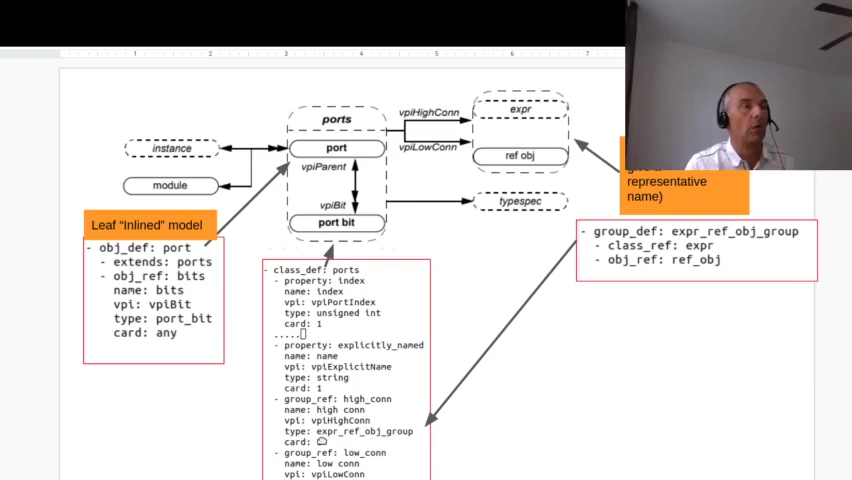 1 1 2 3 4 5 6 7
ports
vpiHighConn
expr
instance
port
vpiLowConn
ref obj
vpiParent
module
representative
name)
vpiBit
typespec
port bit
Leaf “Inlined” model
- obj_def: port
- extends: ports
- obj_ref: bits
name: bits
vpi: vpiBit
type: port_bit
card: any
- class_def: ports
- property: index
name: index
vpi: vpiPortIndex
type: unsigned int
card: 1
.....
- property: explicitly_named
name: name
vpi: vpiExplicitName
type: string
card: 1
- group_ref: high_conn
name: high conn
vpi: vpiHighConn
type: expr_ref_obj_group
card:
- group_ref: low_conn
name: low conn
vpi: vpiLowConn
- group_def: expr_ref_obj_group
- class_ref: expr
- obj_ref: ref_obj